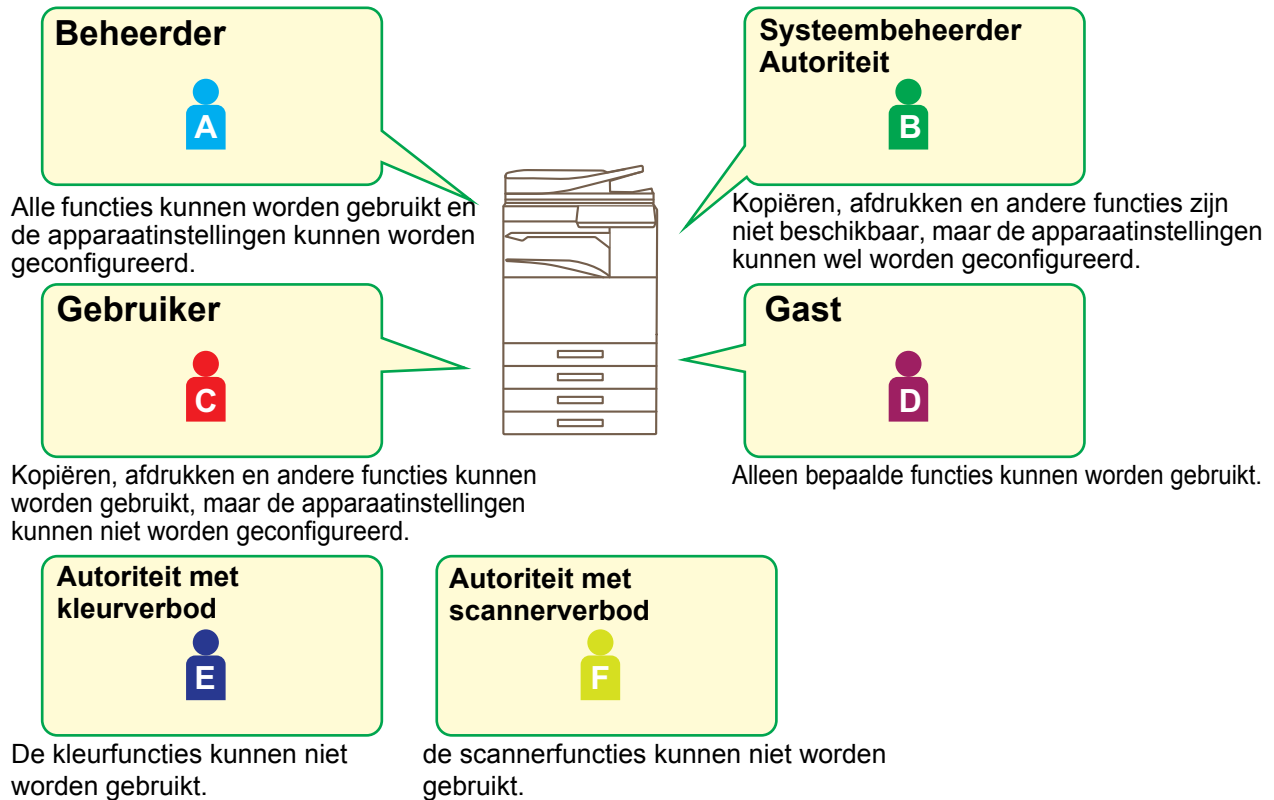 Beheerder
A
Alle functies kunnen worden gebruikt en
de apparaatinstellingen kunnen worden
geconfigureerd.
Systeembeheerder
Autoriteit
B
Kopiëren, afdrukken en andere functies zijn
niet beschikbaar, maar de apparaatinstellingen
kunnen wel worden geconfigureerd.
Gebruiker
C
Kopiëren, afdrukken en andere functies kunnen
worden gebruikt, maar de apparaatinstellingen
kunnen niet worden geconfigureerd.
Gast
D
Alleen bepaalde functies kunnen worden gebruikt.
Autoriteit met
kleurverbod
E
De kleurfuncties kunnen niet
worden gebruikt.
Autoriteit met
scannerverbod
F
de scannerfuncties kunnen niet worden
gebruikt.